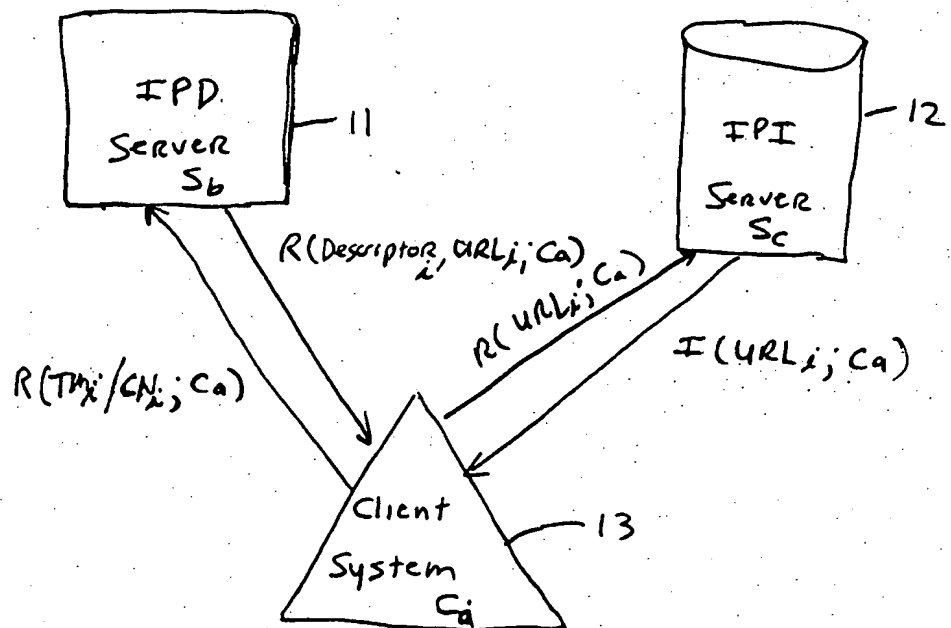 IPD
SERVER
Sb
11
IPI
SERVER
Sc
12
R(Descriptori, URLi; Ca)
R(URLi; Ca)
I(URLi; Ca)
R(TMi/CNi; Ca)
Client
System
Ca
13